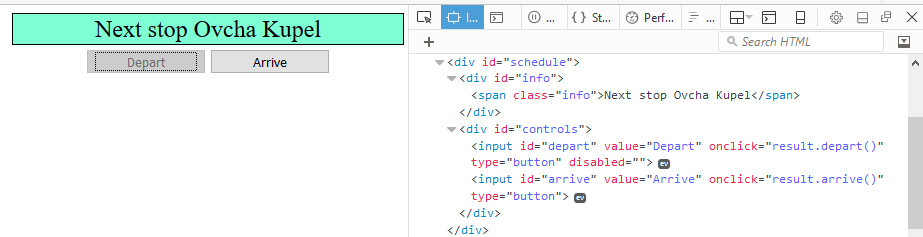 Next stop Ovcha Kupel
Depart
Arrive
I...
{} St...
Perf...
Search HTML
<div id="schedule">
<div id="info">
<span class="info">Next stop Ovcha Kupel</span>
</div>
<div id="controls">
<input id="depart" value="Depart" onclick="result.depart()"
type="button" disabled=""> ev
<input id="arrive" value="Arrive" onclick="result.arrive()"
type="button"> ev
</div>
</div>